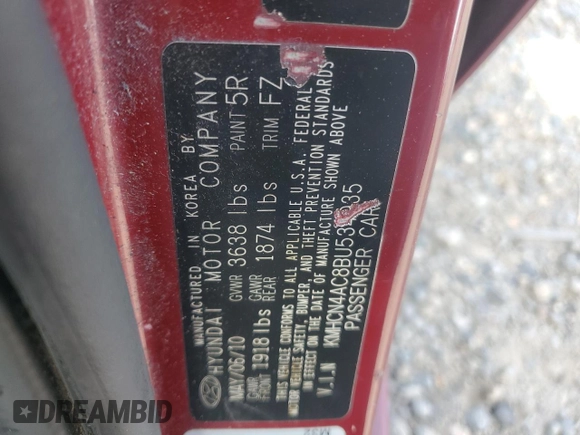 MANUFACTURED IN KOREA BY
HYUNDAI MOTOR COMPANY
MAY/06/10 GVWR 3638 lbs PAINT 5R
GAWR FRONT 1918 lbs GAWR REAR 1874 lbs TRIM FZ
THIS VEHICLE CONFORMS TO ALL APPLICABLE U.S.A. FEDERAL
MOTOR VEHICLE SAFETY, BUMPER, AND THEFT PREVENTION STANDARDS
IN EFFECT ON THE DATE OF MANUFACTURE SHOWN ABOVE
V.I.N
PASSENGER CAR
DREAMBID